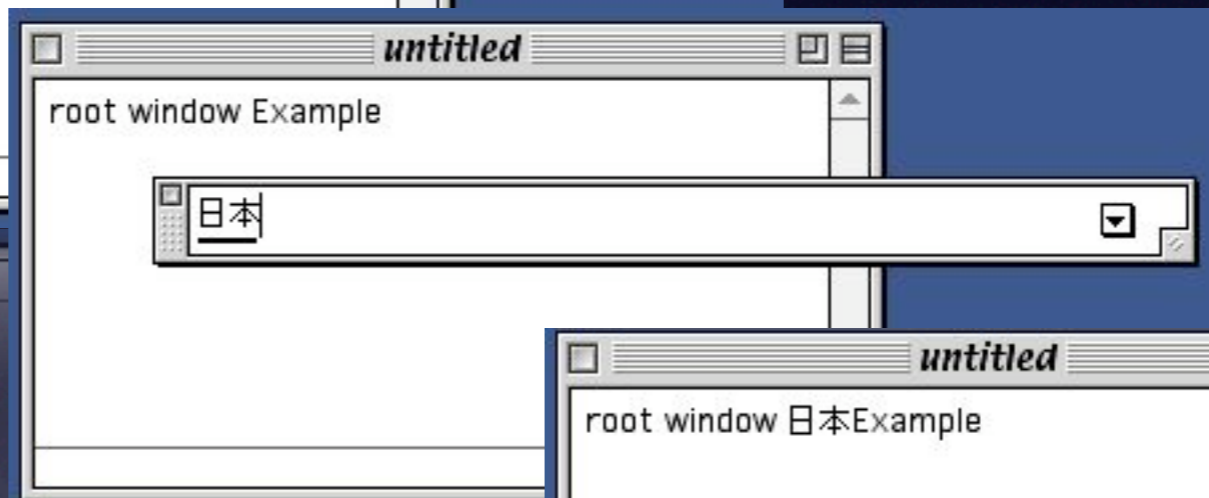 untitled
root window Example
日本
untitled
root window 日本Example